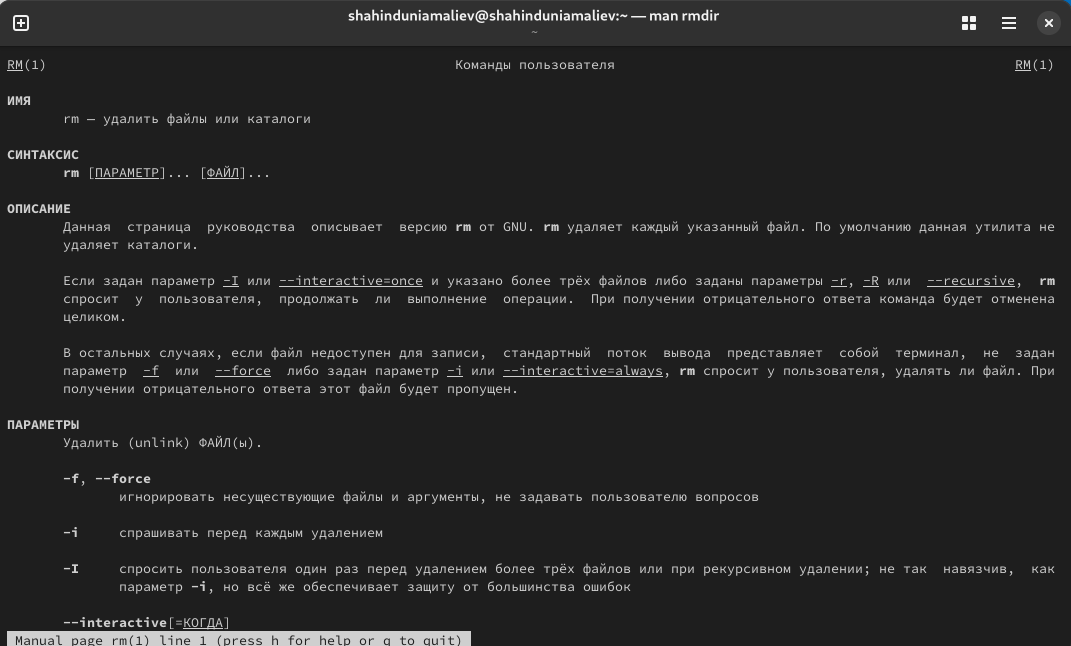 shahinduniamaliev@shahinduniamaliev:~ — man rmdir
~
RM(1) Команды пользователя RM(1)
ИМЯ
rm — удалить файлы или каталоги
СИНТАКСИС
rm [ПАРАМЕТР]... [ФАЙЛ]...
ОПИСАНИЕ
Данная страница руководства описывает версию rm от GNU. rm удаляет каждый указанный файл. По умолчанию данная утилита не
удаляет каталоги.
Если задан параметр -I или --interactive=once и указано более трёх файлов либо заданы параметры -r, -R или --recursive, rm
спросит у пользователя, продолжать ли выполнение операции. При получении отрицательного ответа команда будет отменена
целиком.
В остальных случаях, если файл недоступен для записи, стандартный поток вывода представляет собой терминал, не задан
параметр -f или --force либо задан параметр -i или --interactive=always, rm спросит у пользователя, удалять ли файл. При
получении отрицательного ответа этот файл будет пропущен.
ПАРАМЕТРЫ
Удалить (unlink) ФАЙЛ(ы).
-f, --force
игнорировать несуществующие файлы и аргументы, не задавать пользователю вопросов
-i спрашивать перед каждым удалением
-I спросить пользователя один раз перед удалением более трёх файлов или при рекурсивном удалении; не так навязчив, как
параметр -i, но всё же обеспечивает защиту от большинства ошибок
--interactive[=КОГДА]
Manual page rm(1) line 1 (press h for help or q to quit)